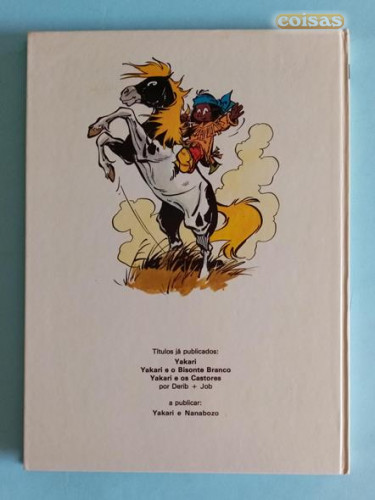 coisas
Títulos já publicados:
Yakari
Yakari e o Bisonte Branco
Yakari e os Castores
por Derib + Job
a publicar:
Yakari e Nanabozo